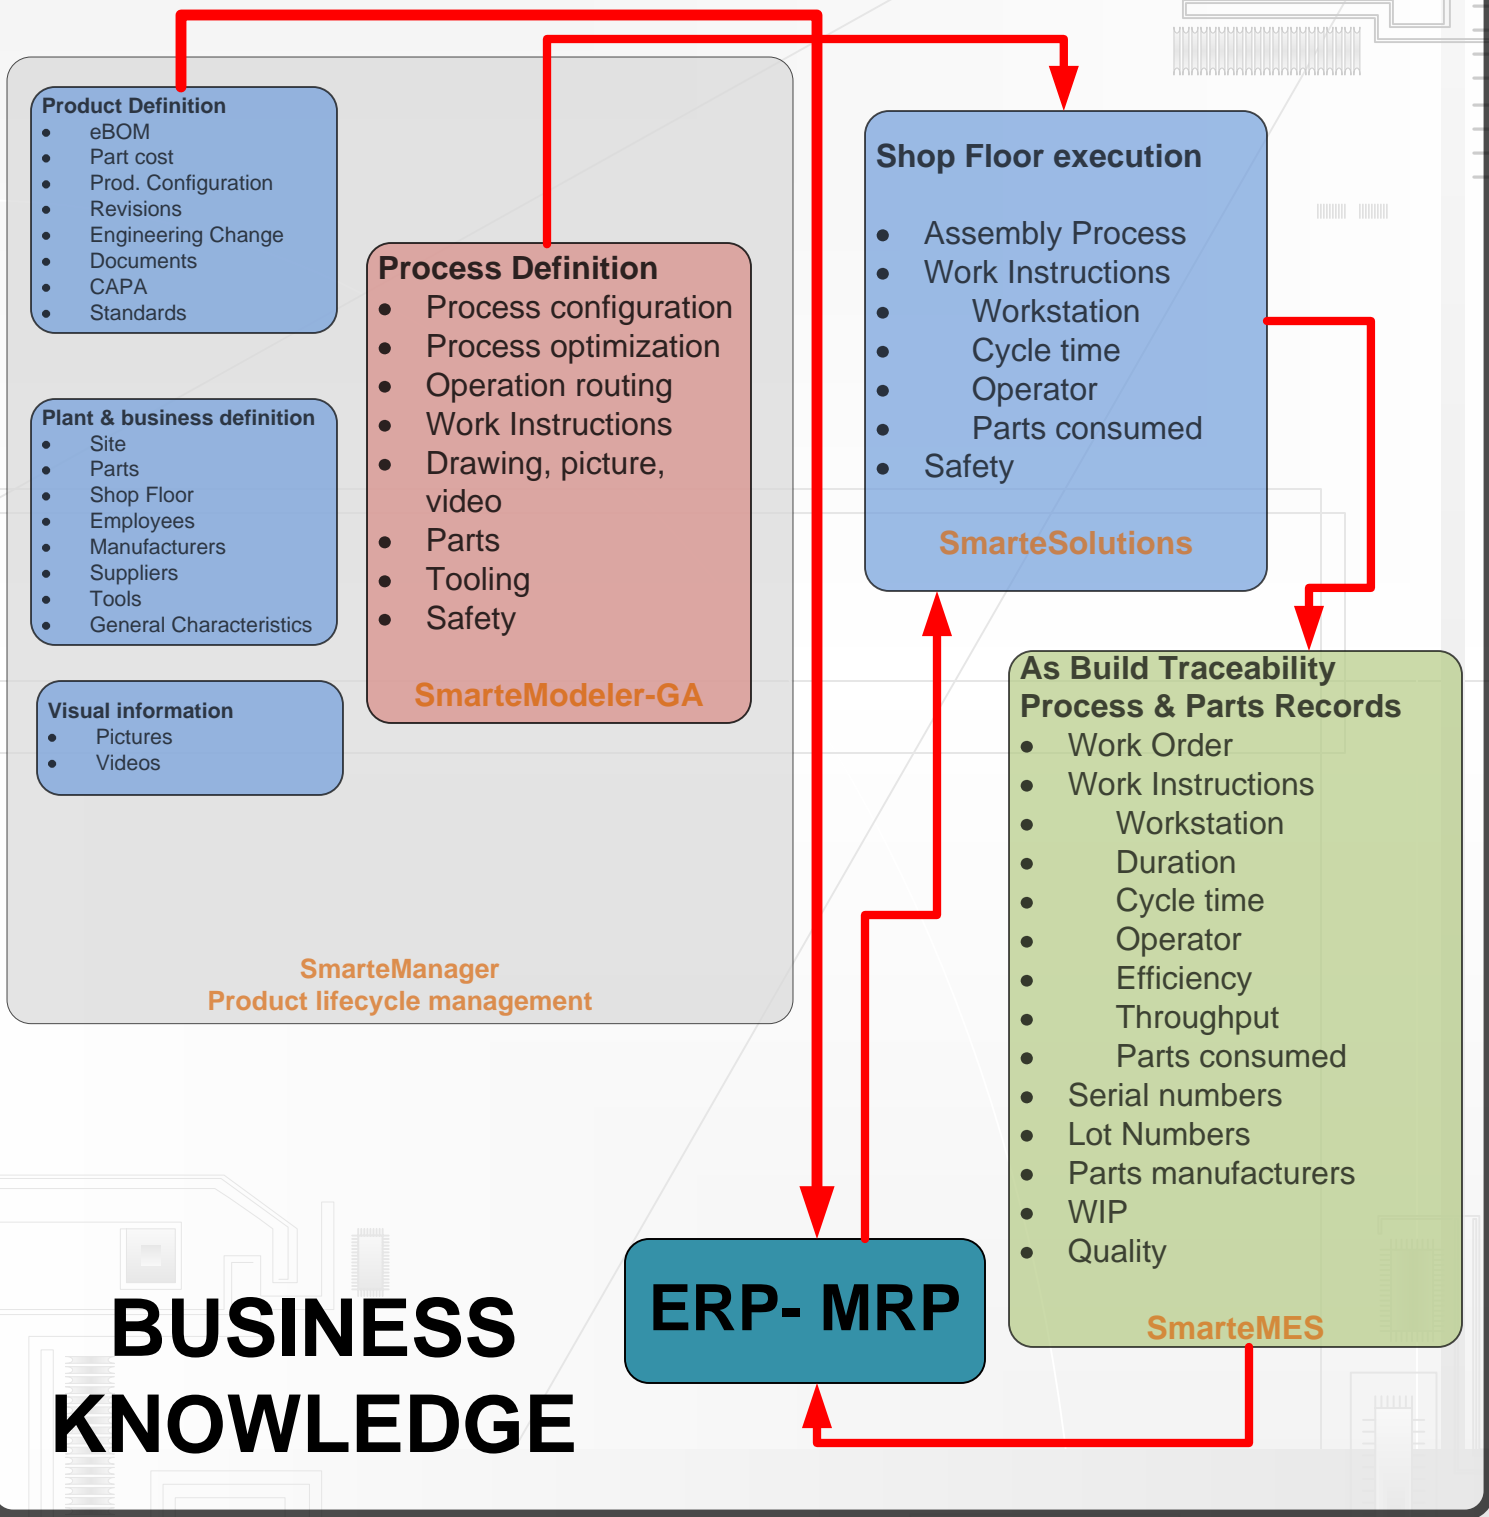 Product Definition
• eBOM
• Part cost
• Prod. Configuration
• Revisions
• Engineering Change
• Documents
• CAPA
• Standards
Plant & business definition
• Site
• Parts
• Shop Floor
• Employees
• Manufacturers
• Suppliers
• Tools
• General Characteristics
Visual information
• Pictures
• Videos
Process Definition
• Process configuration
• Process optimization
• Operation routing
• Work Instructions
• Drawing, picture,
video
• Parts
• Tooling
• Safety
SmarteModeler-GA
SmarteManager
Product lifecycle management
Shop Floor execution
• Assembly Process
• Work Instructions
• Workstation
• Cycle time
• Operator
• Parts consumed
• Safety
SmarteSolutions
As Build Traceability
Process & Parts Records
• Work Order
• Work Instructions
• Workstation
• Duration
• Cycle time
• Operator
• Efficiency
• Throughput
• Parts consumed
• Serial numbers
• Lot Numbers
• Parts manufacturers
• WIP
• Quality
SmarteMES
ERP- MRP
BUSINESS
KNOWLEDGE